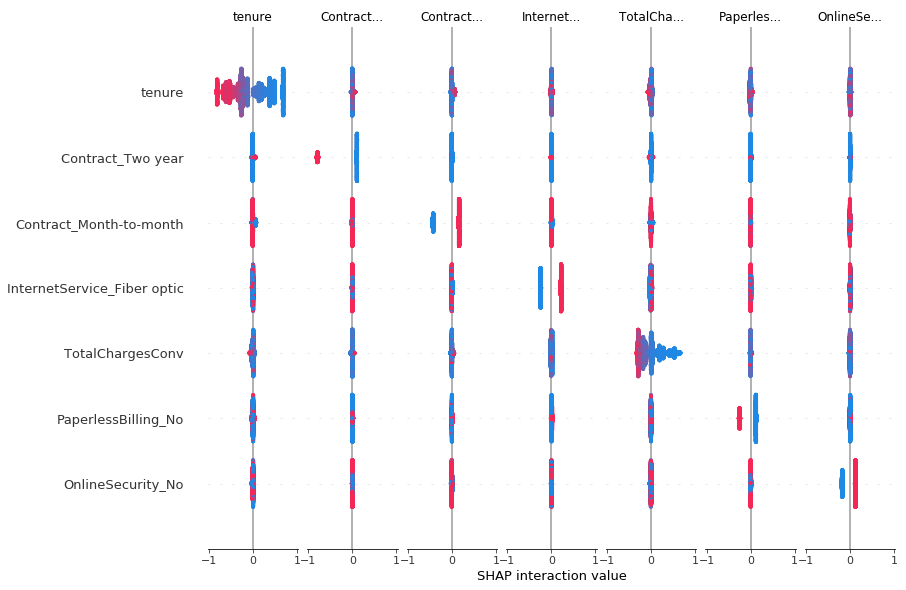 tenure Contract... Contract... Internet... TotalCha... Paperles... OnlineSe...
tenure
Contract_Two year
Contract_Month-to-month
InternetService_Fiber optic
TotalChargesConv
PaperlessBilling_No
OnlineSecurity_No
−1 0 1 −1 0 1 −1 0 1 −1 0 1 −1 0 1 −1 0 1 −1 0 1
SHAP interaction value